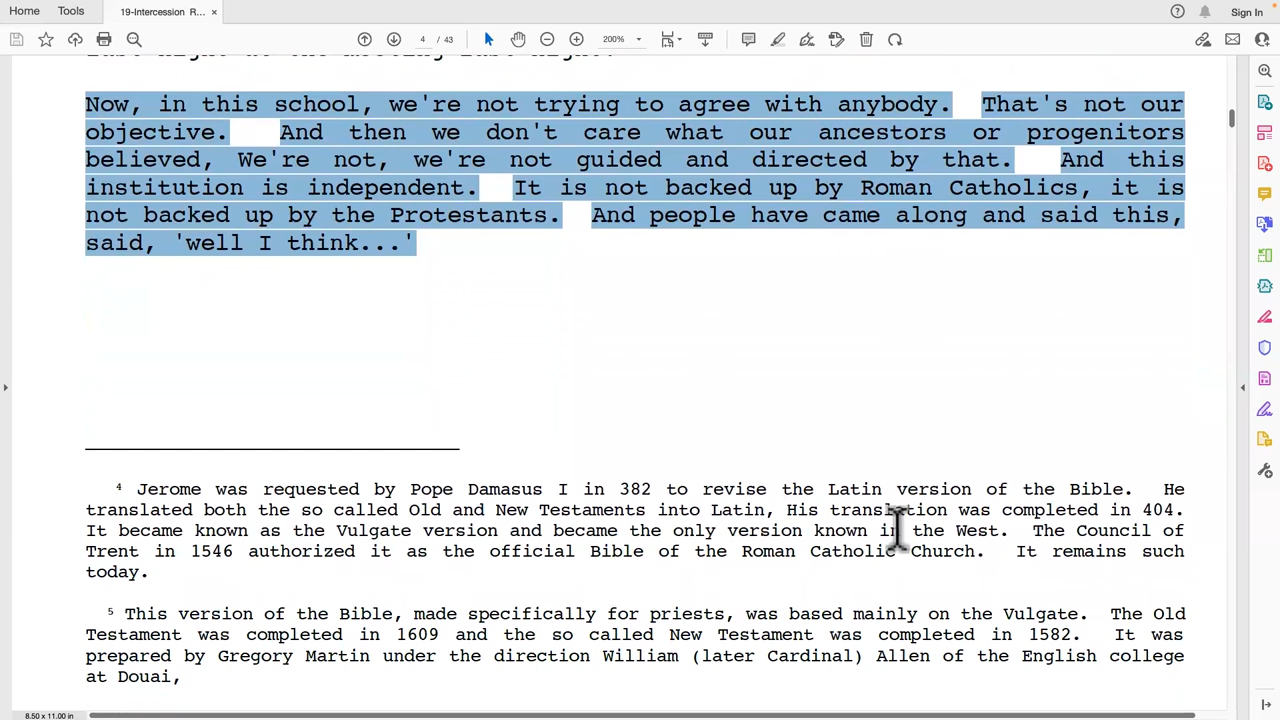 Home Tools 19-Intercession R... × Sign In
4 / 43 200%
Now, in this school, we're not trying to agree with anybody. That's not our
objective. And then we don't care what our ancestors or progenitors
believed, We're not, we're not guided and directed by that. And this
institution is independent. It is not backed up by Roman Catholics, it is
not backed up by the Protestants. And people have came along and said this,
said, 'well I think...'
⁴ Jerome was requested by Pope Damasus I in 382 to revise the Latin version of the Bible. He
translated both the so called Old and New Testaments into Latin, His translation was completed in 404.
It became known as the Vulgate version and became the only version known in the West. The Council of
Trent in 1546 authorized it as the official Bible of the Roman Catholic Church. It remains such
today.
⁵ This version of the Bible, made specifically for priests, was based mainly on the Vulgate. The Old
Testament was completed in 1609 and the so called New Testament was completed in 1582. It was
prepared by Gregory Martin under the direction William (later Cardinal) Allen of the English college
at Douai,
8.50 x 11.00 in